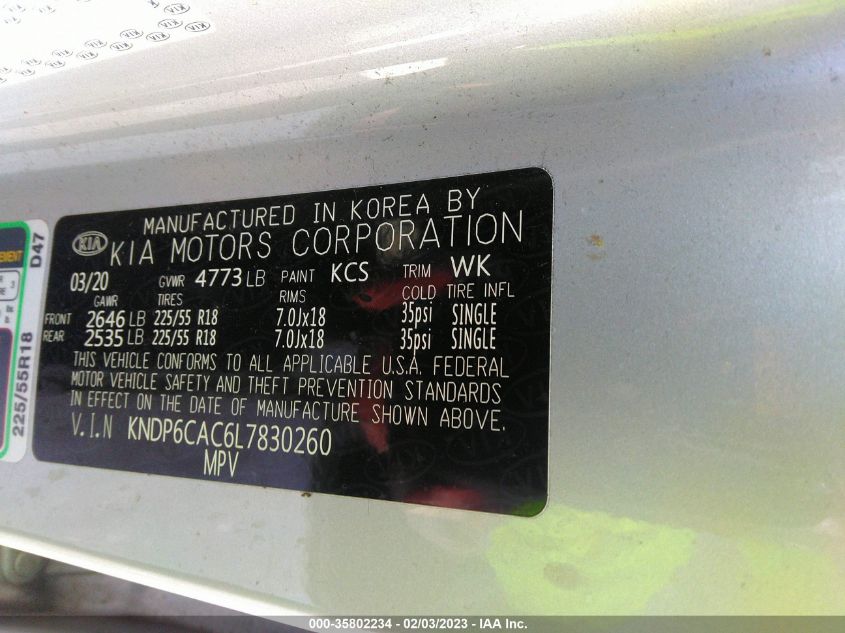 MANUFACTURED IN KOREA BY
KIA KIA MOTORS CORPORATION
03/20 GVWR 4773 LB PAINT KCS TRIM WK
GAWR TIRES RIMS COLD TIRE INFL
FRONT 2646 LB 225/55 R18 7.0Jx18 35psi SINGLE
REAR 2535 LB 225/55 R18 7.0Jx18 35psi SINGLE
THIS VEHICLE CONFORMS TO ALL APPLICABLE U.S.A. FEDERAL
MOTOR VEHICLE SAFETY AND THEFT PREVENTION STANDARDS
IN EFFECT ON THE DATE OF MANUFACTURE SHOWN ABOVE.
V.I.N KNDP6CAC6L7830260
MPV
225/55R18 D47
000-35802234 - 02/03/2023 - IAA Inc.